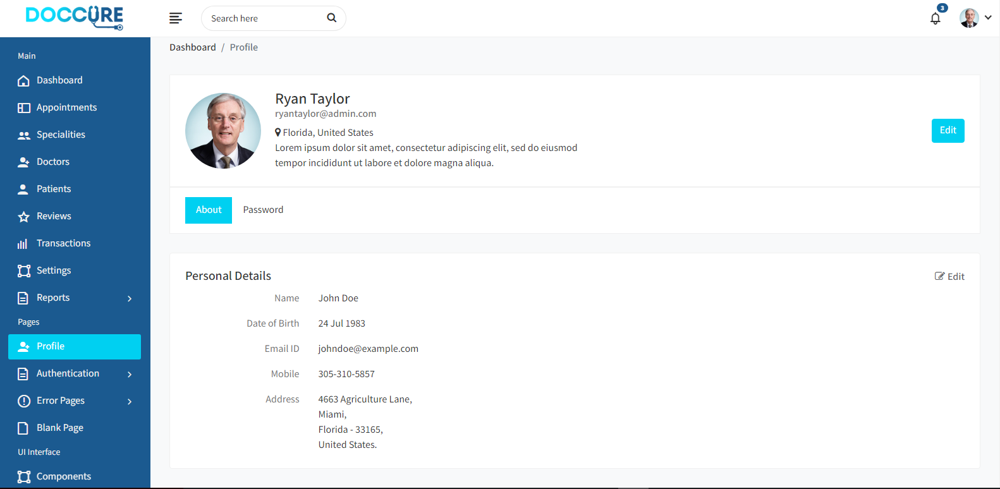 DOCCURE
Search here
3
Main
Dashboard
Appointments
Specialities
Doctors
Patients
Reviews
Transactions
Settings
Reports
Pages
Profile
Authentication
Error Pages
Blank Page
UI Interface
Components
Dashboard / Profile
Ryan Taylor
ryantaylor@admin.com
Florida, United States
Lorem ipsum dolor sit amet, consectetur adipiscing elit, sed do eiusmod
tempor incididunt ut labore et dolore magna aliqua.
Edit
About Password
Personal Details Edit
Name John Doe
Date of Birth 24 Jul 1983
Email ID johndoe@example.com
Mobile 305-310-5857
Address 4663 Agriculture Lane,
Miami,
Florida - 33165,
United States.